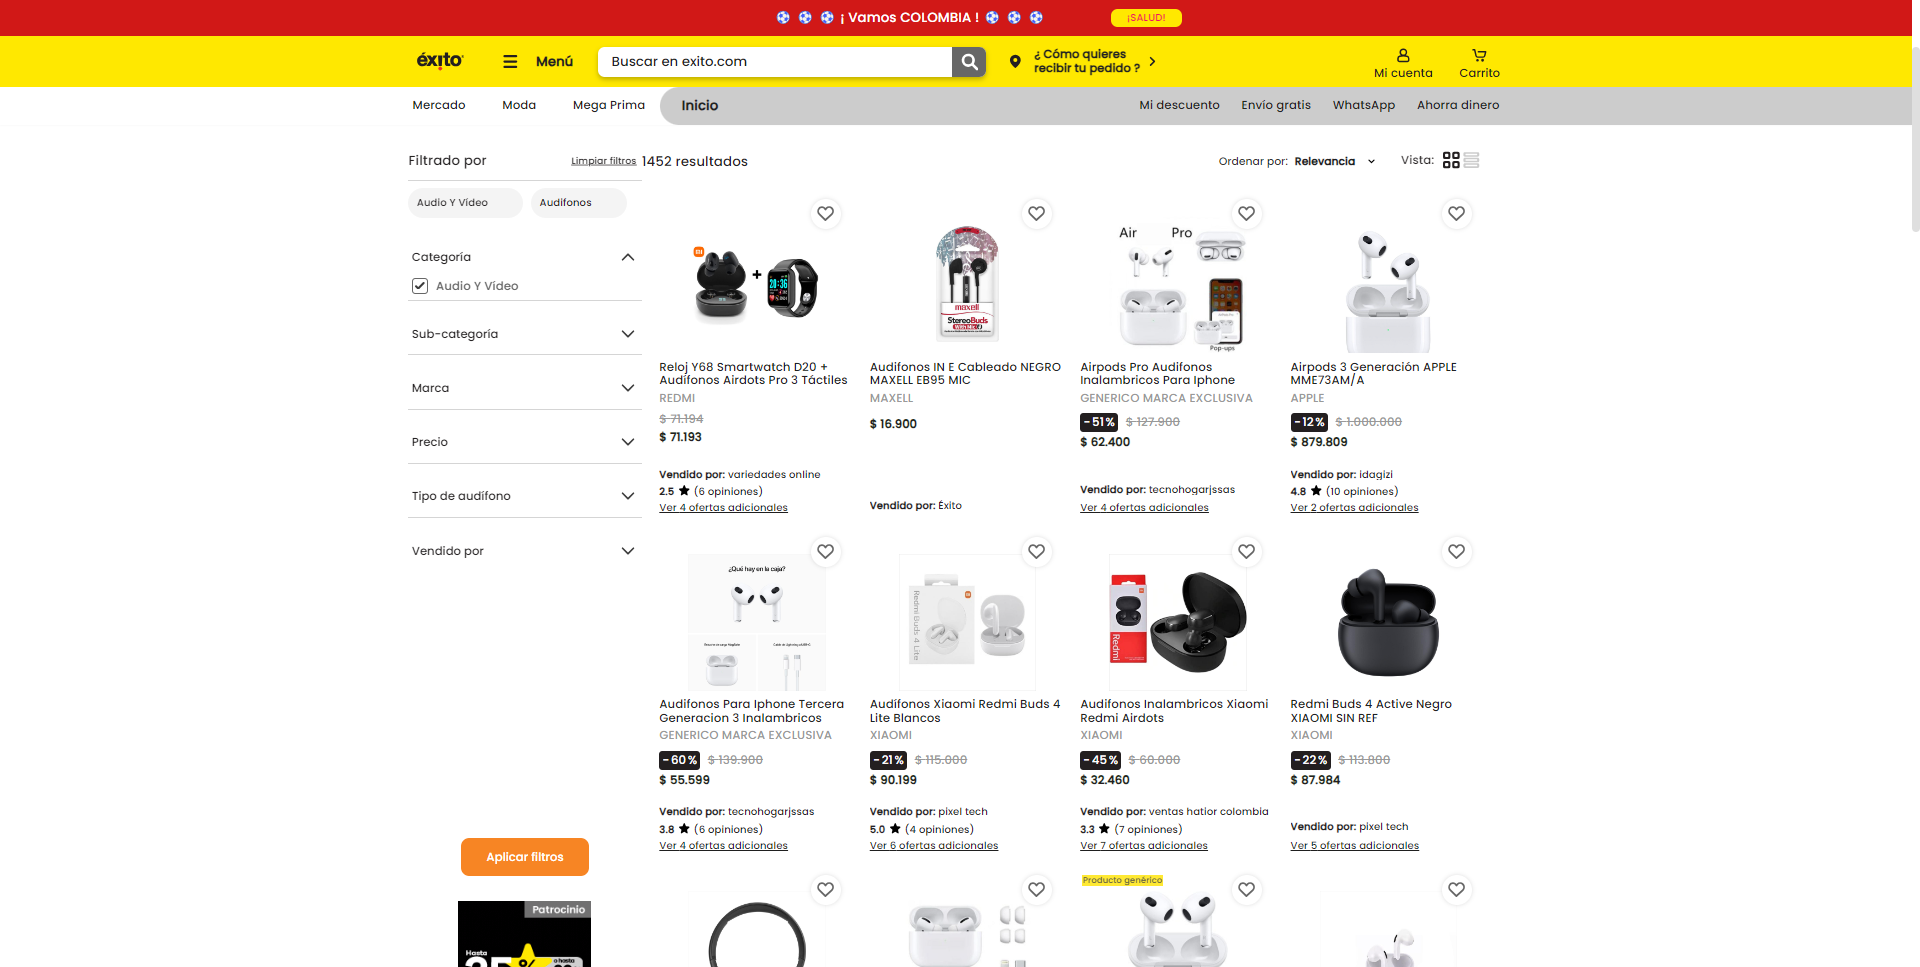 ¡ Vamos COLOMBIA !
¡SALUD!
éxito
Menú
Buscar en exito.com
¿ Cómo quieres
recibir tu pedido ?
Mi cuenta
Carrito
Mercado
Moda
Mega Prima
Inicio
Mi descuento
Envío gratis
WhatsApp
Ahorra dinero
Filtrado por
Limpiar filtros
1452 resultados
Ordenar por: Relevancia
Vista:
Audio Y Vídeo
Audifonos
Categoría
Audio Y Vídeo
Sub-categoría
Marca
Precio
Tipo de audífono
Vendido por
Aplicar filtros
Patrocinio
Hasta
%
o hasta
+
Reloj Y68 Smartwatch D20 +
Audífonos Airdots Pro 3 Táctiles
REDMI
$ 71.194
$ 71.193
Vendido por: variedades online
2.5 ★ (6 opiniones)
Ver 4 ofertas adicionales
maxell
StereoBuds
Audifonos IN E Cableado NEGRO
MAXELL EB95 MIC
MAXELL
$ 16.900
Vendido por: Éxito
Air
Pro
Pop-ups
Airpods Pro Audifonos
Inalambricos Para Iphone
GENERICO MARCA EXCLUSIVA
-51% $ 127.900
$ 62.400
Vendido por: tecnohogarjssas
Ver 4 ofertas adicionales
Airpods 3 Generación APPLE
MME73AM/A
APPLE
-12% $ 1.000.000
$ 879.809
Vendido por: idagizi
4.8 ★ (10 opiniones)
Ver 2 ofertas adicionales
¿Qué hay en la caja?
Audifonos Para Iphone Tercera
Generacion 3 Inalambricos
GENERICO MARCA EXCLUSIVA
-60% $ 139.900
$ 55.599
Vendido por: tecnohogarjssas
3.8 ★ (6 opiniones)
Ver 4 ofertas adicionales
Redmi Buds 4 Lite
Audífonos Xiaomi Redmi Buds 4
Lite Blancos
XIAOMI
-21% $ 115.000
$ 90.199
Vendido por: pixel tech
5.0 ★ (4 opiniones)
Ver 6 ofertas adicionales
Redmi
Audifonos Inalambricos Xiaomi
Redmi Airdots
XIAOMI
-45% $ 60.000
$ 32.460
Vendido por: ventas hatior colombia
3.3 ★ (7 opiniones)
Ver 7 ofertas adicionales
Redmi Buds 4 Active Negro
XIAOMI SIN REF
XIAOMI
-22% $ 113.800
$ 87.984
Vendido por: pixel tech
Ver 5 ofertas adicionales
Producto genérico